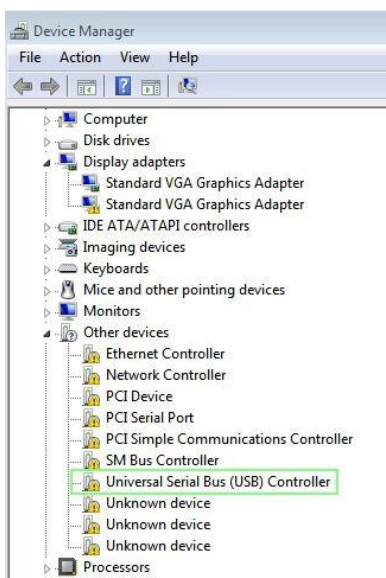 Device Manager
File Action View Help
Computer
Disk drives
Display adapters
Standard VGA Graphics Adapter
Standard VGA Graphics Adapter
IDE ATA/ATAPI controllers
Imaging devices
Keyboards
Mice and other pointing devices
Monitors
Other devices
Ethernet Controller
Network Controller
PCI Device
PCI Serial Port
PCI Simple Communications Controller
SM Bus Controller
Universal Serial Bus (USB) Controller
Unknown device
Unknown device
Unknown device
Processors